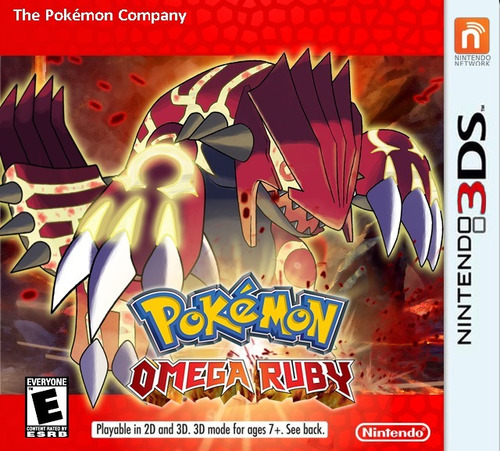 The Pokémon Company
NINTENDO
NETWORK
NINTENDO 3DS™
POKÉMON
OMEGA RUBY
EVERYONE
E
CONTENT RATED BY
ESRB
Playable in 2D and 3D. 3D mode for ages 7+. See back.
Nintendo